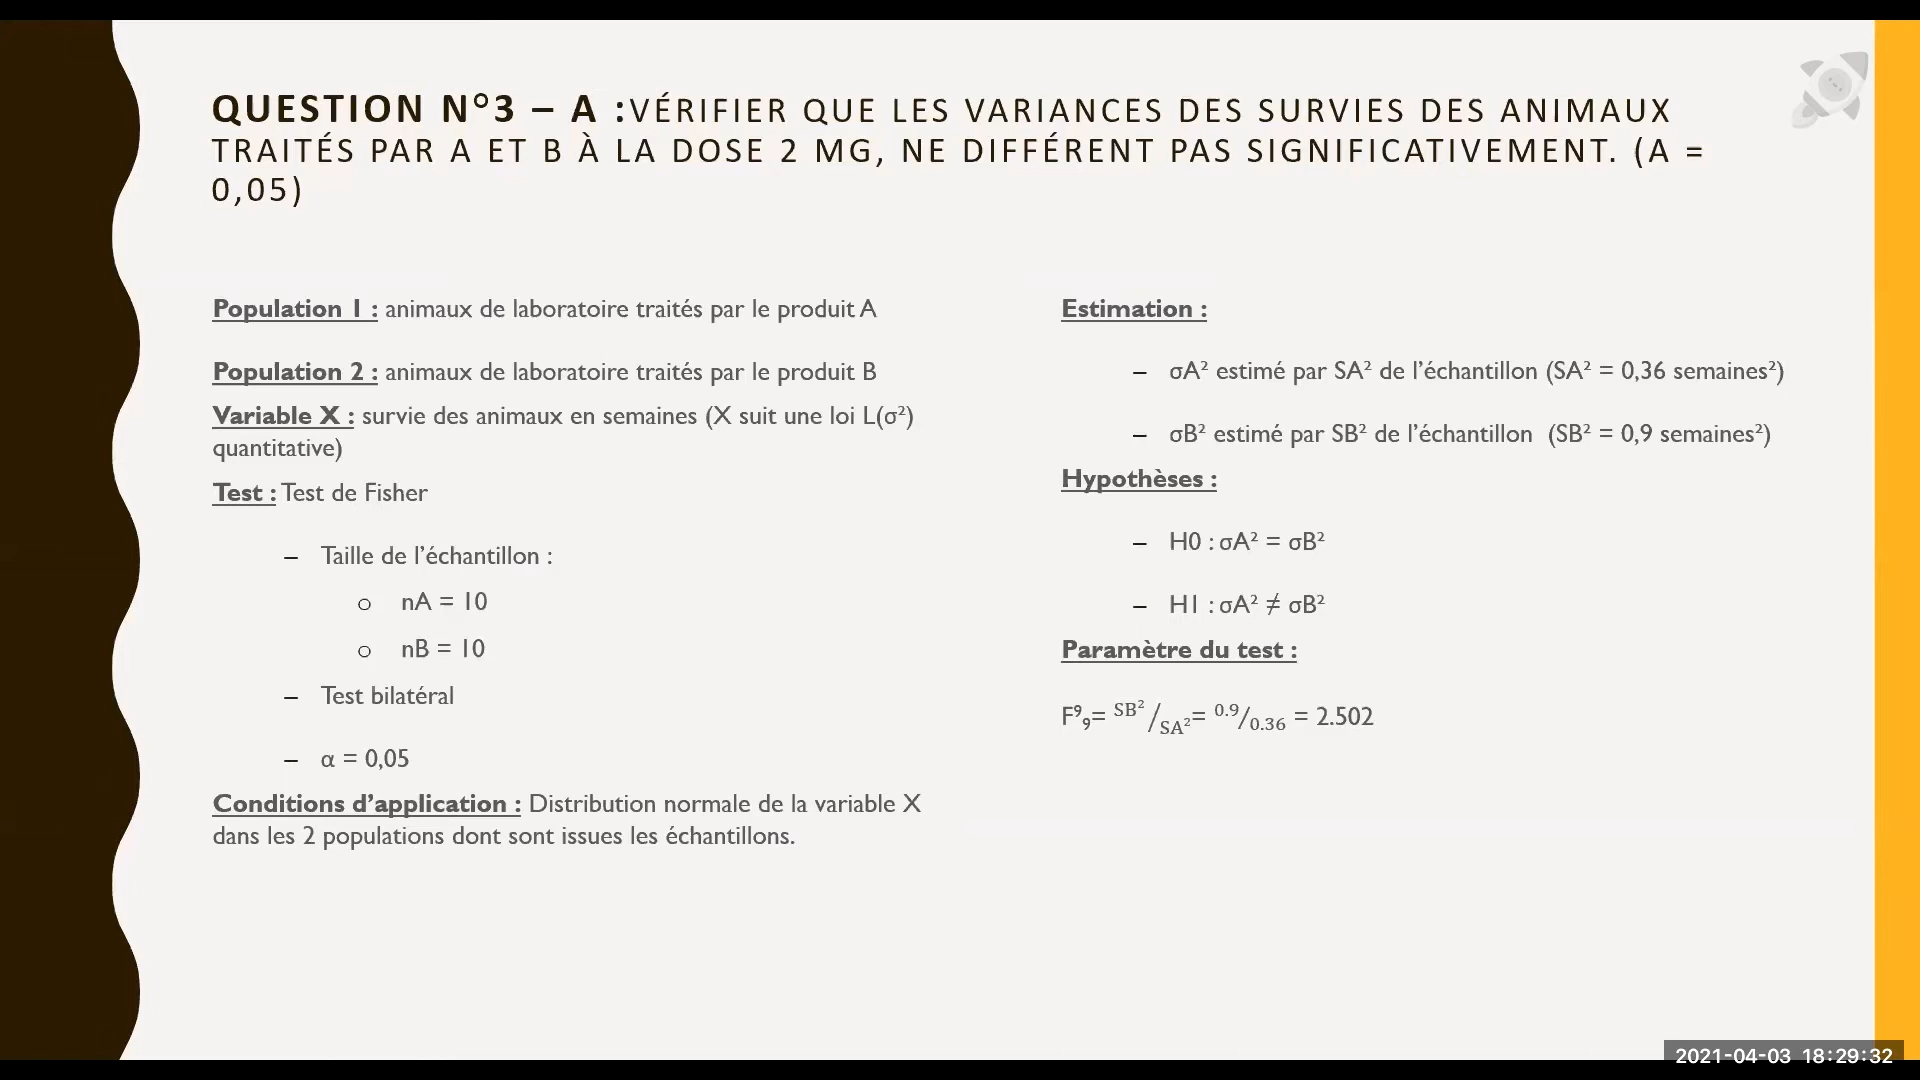 QUESTION N°3 – A :VÉRIFIER QUE LES VARIANCES DES SURVIES DES ANIMAUX
TRAITÉS PAR A ET B À LA DOSE 2 MG, NE DIFFÉRENT PAS SIGNIFICATIVEMENT. (Α =
0,05)
Population 1 : animaux de laboratoire traités par le produit A
Population 2 : animaux de laboratoire traités par le produit B
Variable X : survie des animaux en semaines (X suit une loi L(σ²)
quantitative)
Test : Test de Fisher
– Taille de l’échantillon :
o nA = 10
o nB = 10
– Test bilatéral
– α = 0,05
Conditions d’application : Distribution normale de la variable X
dans les 2 populations dont sont issues les échantillons.
Estimation :
– σA² estimé par SA² de l’échantillon (SA² = 0,36 semaines²)
– σB² estimé par SB² de l’échantillon (SB² = 0,9 semaines²)
Hypothèses :
– H0 : σA² = σB²
– H1 : σA² ≠ σB²
Paramètre du test :
F⁹₉= SB²/SA²= 0.9/0.36 = 2.502
2021-04-03 18:29:32